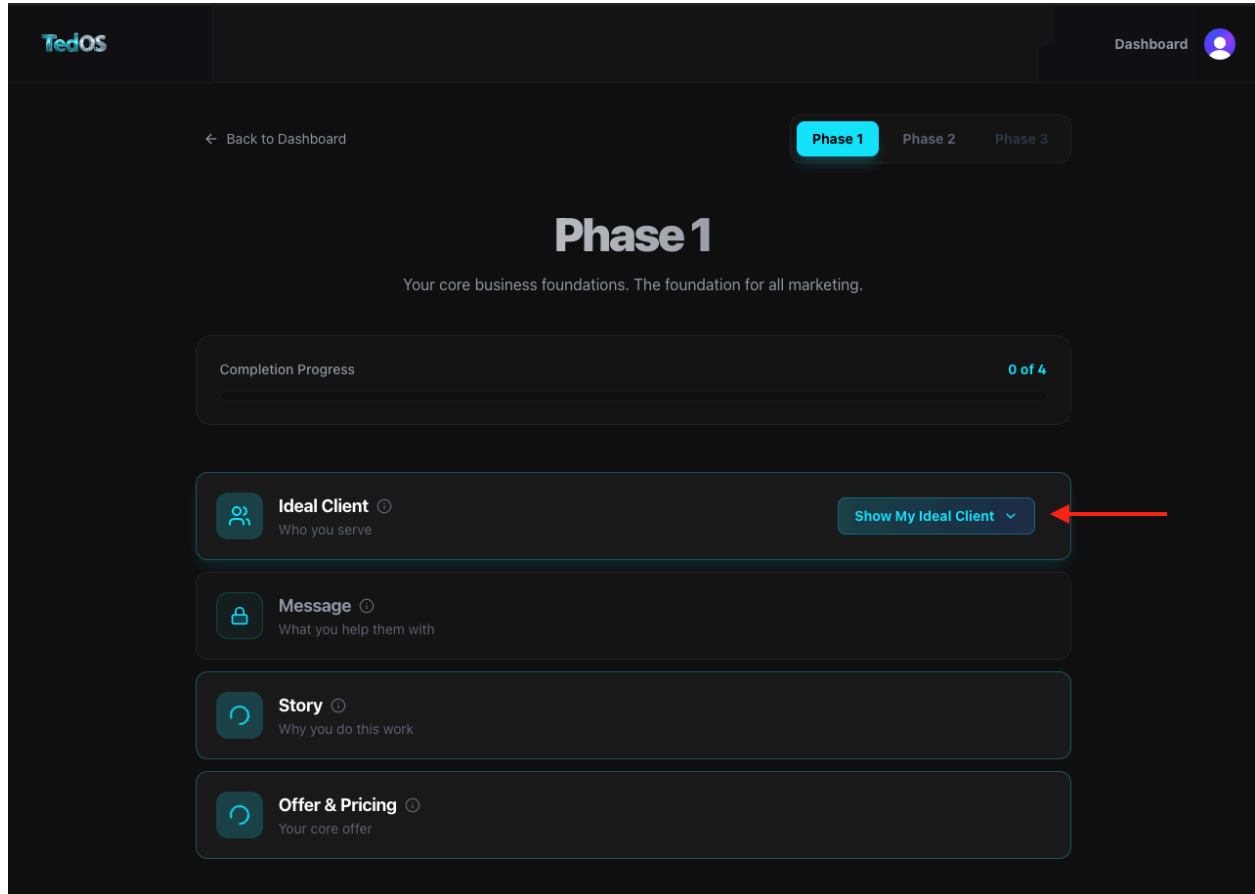 TedOS
Dashboard
Back to Dashboard
Phase 1
Phase 2
Phase 3
Phase 1
Your core business foundations. The foundation for all marketing.
Completion Progress
0 of 4
Ideal Client
Who you serve
Show My Ideal Client
Message
What you help them with
Story
Why you do this work
Offer & Pricing
Your core offer